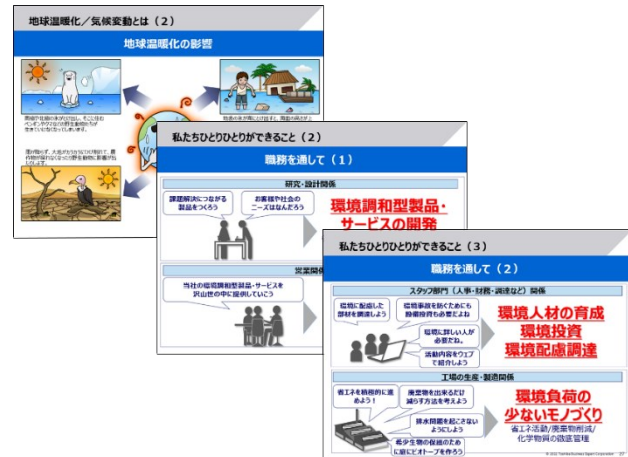 地球温暖化/気候変動とは(2)
地球温暖化の影響
私たちひとりひとりができること(2)
職務を通して(1)
研究・設計関係
課題解決につながる
製品をつくろう
お客様や社会の
ニーズはなんだろう
環境調和型製品・
サービスの開発
営業関係
当社の環境調和型製品・サービスを
沢山世の中に提供していこう
私たちひとりひとりができること(3)
職務を通して(2)
スタッフ部門(人事・財務・調達など)関係
環境に配慮した
部材を調達しよう
環境事故を防ぐためにも
設備投資も必要だよね
環境に詳しい人が
必要だね。
活動内容をウェブ
で紹介しよう
環境人材の育成
環境投資
環境配慮調達
工場の生産・製造関係
省エネを積極的に進
めよう!
廃棄物を出来るだけ
減らす方法を考えよう
排水問題を起こさない
ようにしよう
希少生物の保護のため
に庭にビオトープを作ろう
環境負荷の
少ないモノづくり
省エネ活動/廃棄物削減/
化学物質の徹底管理